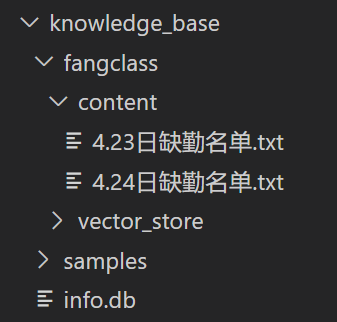 knowledge_base
fangclass
content
4.23日缺勤名单.txt
4.24日缺勤名单.txt
vector_store
samples
info.db